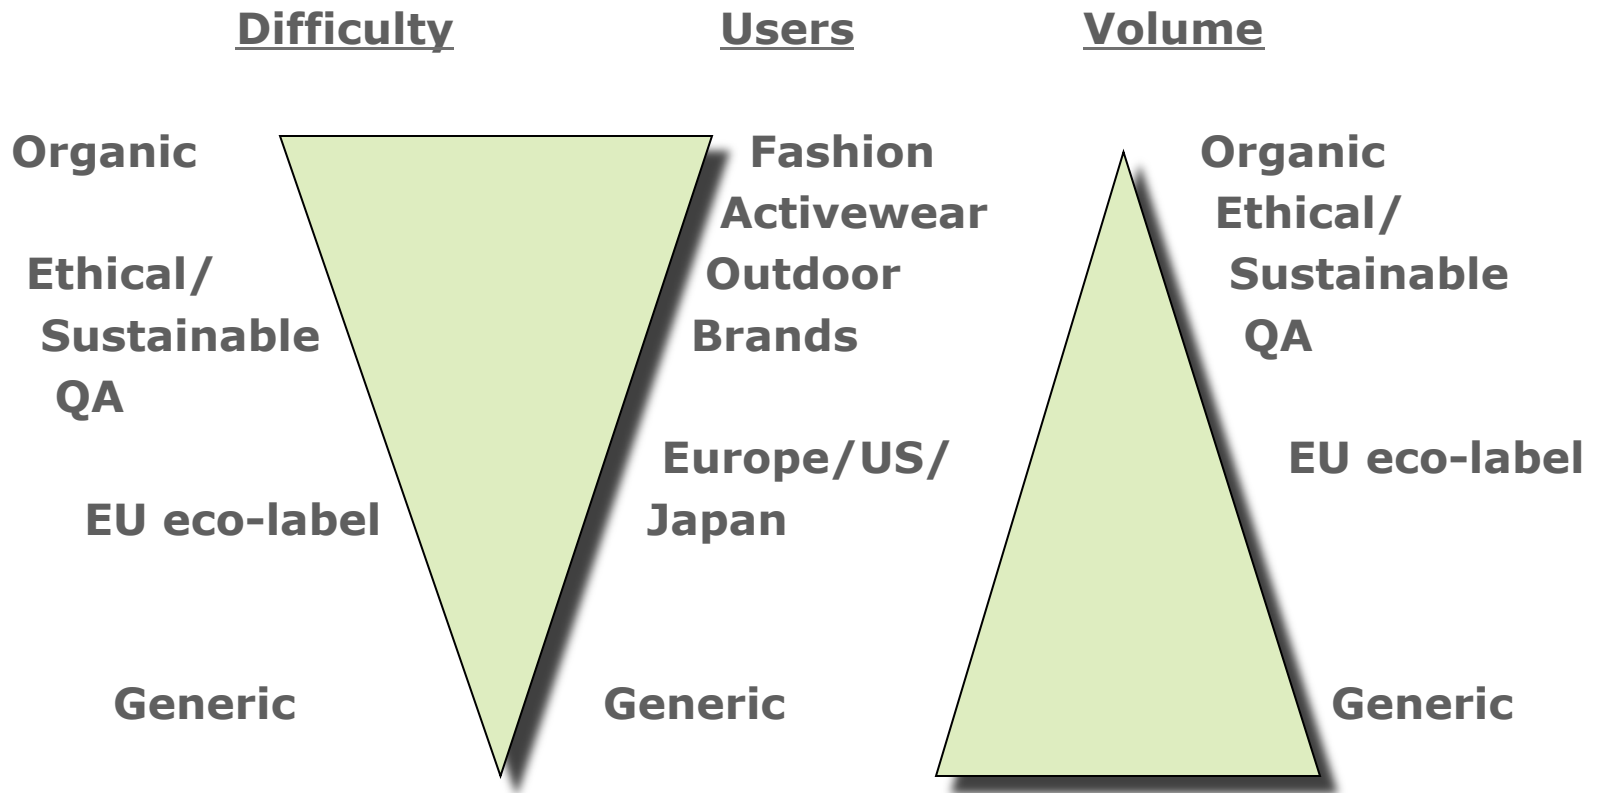 Difficulty
Users
Volume
Organic
Ethical/
Sustainable
QA
EU eco-label
Generic
Fashion
Activewear
Outdoor
Brands
Europe/US/
Japan
Generic
Organic
Ethical/
Sustainable
QA
EU eco-label
Generic